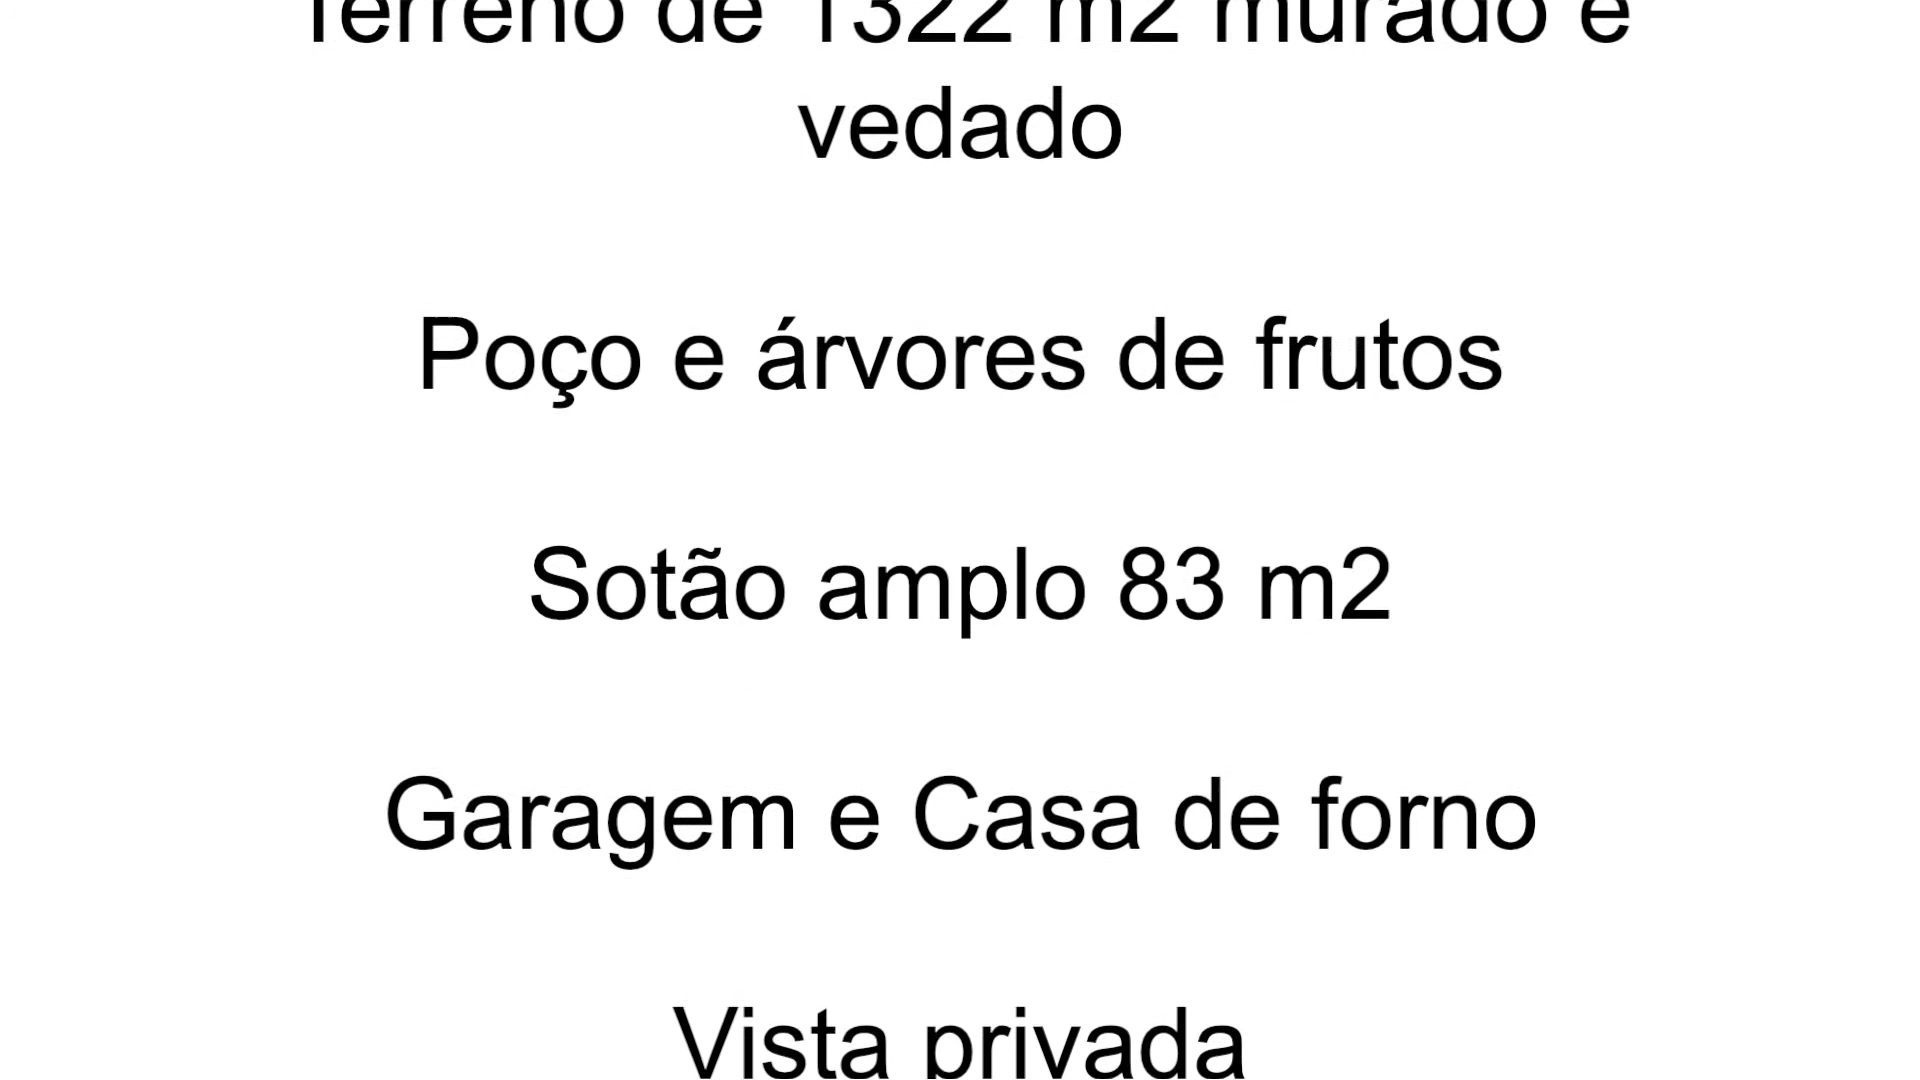 Terreno de 1322 m2 murado e
vedado
Poço e árvores de frutos
Sotão amplo 83 m2
Garagem e Casa de forno
Vista privada